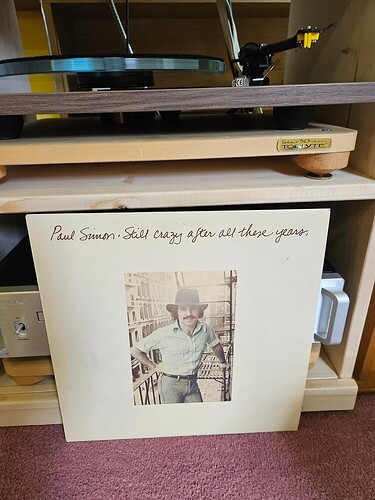 Paul Simon · Still crazy after all these years.